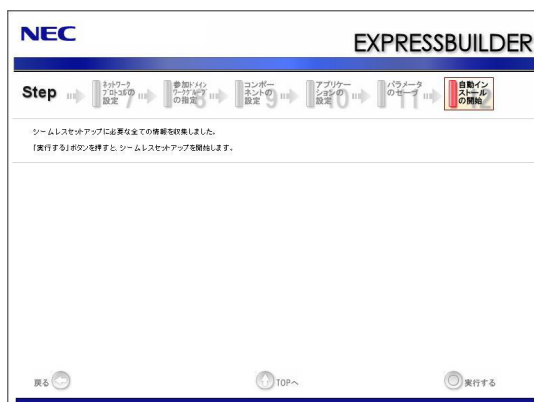 NEC
EXPRESSBUILDER
Step
ネットワーク
プロトコルの
設定
7
参加ドメイン
ワークグループ
の指定
8
コンポー
ネントの
設定
9
アプリケー
ションの
設定
10
パラメータ
のセーブ
11
自動イン
ストール
の開始
12
シームレスセットアップに必要な全ての情報を収集しました。
「実行する」ボタンを押すと、シームレスセットアップを開始します。
戻る
TOPへ
実行する